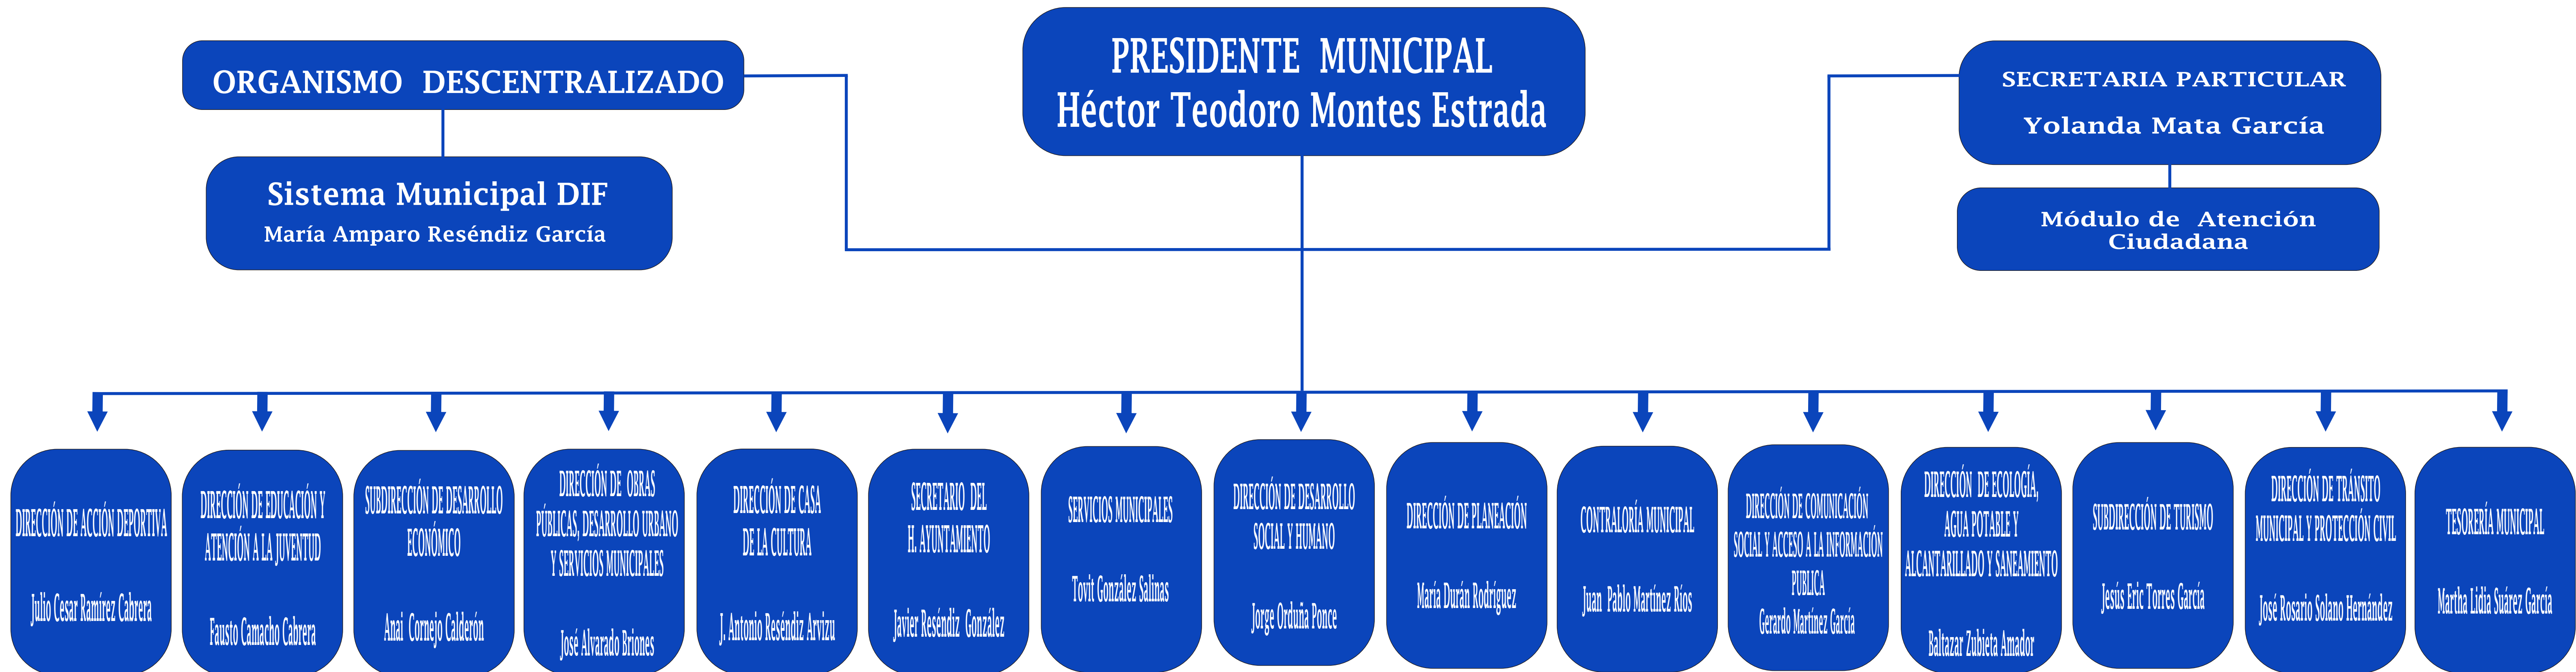 PRESIDENTE MUNICIPAL
Héctor Teodoro Montes Estrada
ORGANISMO DESCENTRALIZADO
Sistema Municipal DIF
María Amparo Reséndiz García
SECRETARIA PARTICULAR
Yolanda Mata García
Módulo de Atención
Ciudadana
DIRECCIÓN DE ACCIÓN DEPORTIVA
Julio Cesar Ramírez Cabrera
DIRECCIÓN DE EDUCACIÓN Y
ATENCIÓN A LA JUVENTUD
Fausto Camacho Cabrera
SUBDIRECCIÓN DE DESARROLLO
ECONÓMICO
Anai Cornejo Calderón
DIRECCIÓN DE OBRAS
PÚBLICAS, DESARROLLO URBANO
Y SERVICIOS MUNICIPALES
José Alvarado Briones
DIRECCIÓN DE CASA
DE LA CULTURA
J. Antonio Reséndiz Arvizu
SECRETARIO DEL
H. AYUNTAMIENTO
Javier Reséndiz González
SERVICIOS MUNICIPALES
Tovit González Salinas
DIRECCIÓN DE DESARROLLO
SOCIAL Y HUMANO
Jorge Orduña Ponce
DIRECCIÓN DE PLANEACIÓN
María Durán Rodríguez
CONTRALORÍA MUNICIPAL
Juan Pablo Martínez Ríos
DIRECCIÓN DE COMUNICACIÓN
SOCIAL Y ACCESO A LA INFORMACIÓN
PUBLICA
Gerardo Martínez García
DIRECCIÓN DE ECOLOGÍA,
AGUA POTABLE Y
ALCANTARILLADO Y SANEAMIENTO
Baltazar Zubieta Amador
SUBDIRECCIÓN DE TURISMO
Jesús Eric Torres García
DIRECCIÓN DE TRÁNSITO
MUNICIPAL Y PROTECCIÓN CIVIL
José Rosario Solano Hernández
TESORERÍA MUNICIPAL
Martha Lidia Suárez García